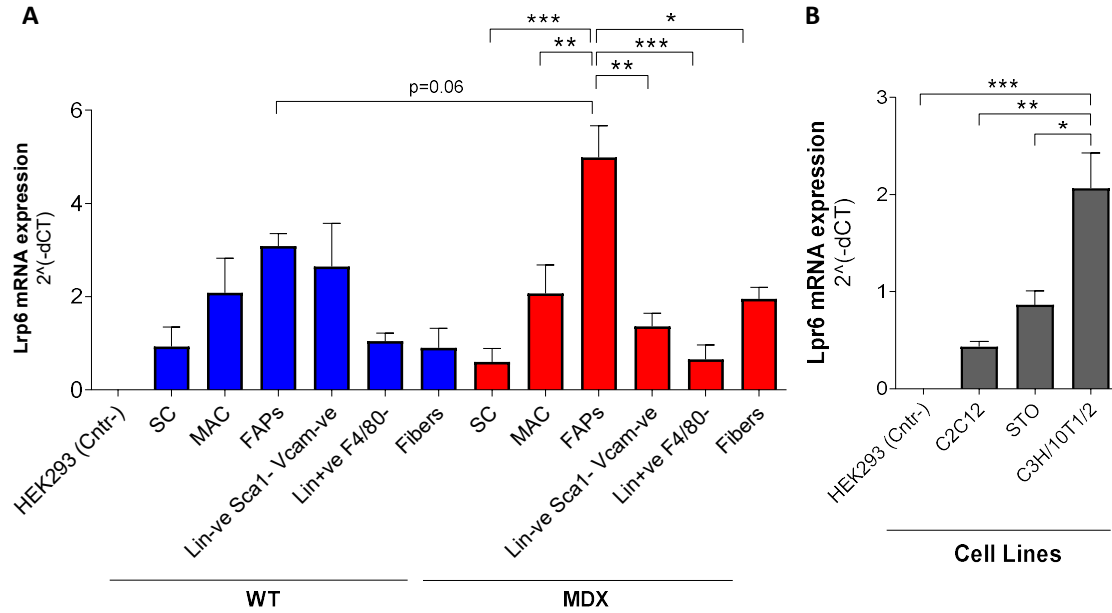 A
B
***
*
**
***
**
p=0.06
Lrp6 mRNA expression
2^(-dCT)
6
4
2
0
HEK293 (Cntr-)
SC
MAC
FAPs
Lin-ve Sca1- Vcam-ve
Lin+ve F4/80-
Fibers
SC
MAC
FAPs
Lin-ve Sca1- Vcam-ve
Lin+ve F4/80-
Fibers
WT
MDX
***
**
*
Lpr6 mRNA expression
2^(-dCT)
3
2
1
0
HEK293 (Cntr-)
C2C12
STO
C3H/10T1/2
Cell Lines